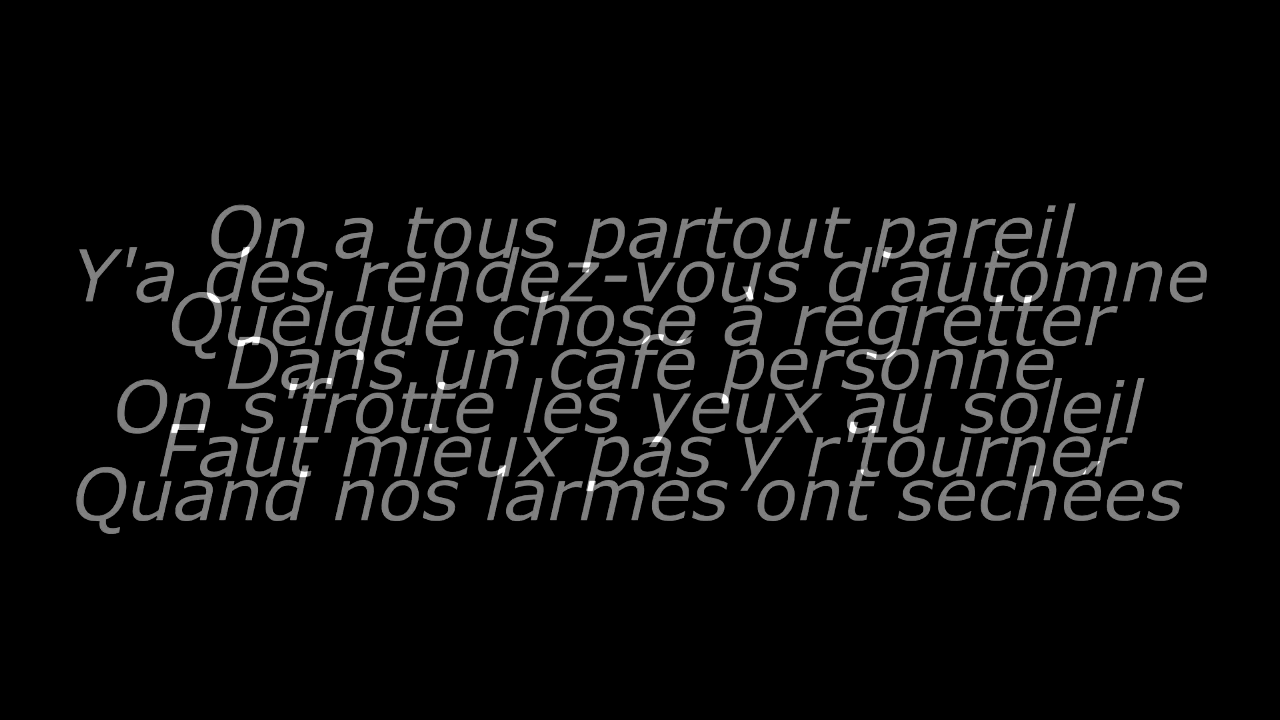 On a tous partout pareil
Y'a des rendez-vous d'automne
Quelque chose à regretter
Dans un café personne
On s'frotte les yeux au soleil
Faut mieux pas y r'tourner
Quand nos larmes ont sechées